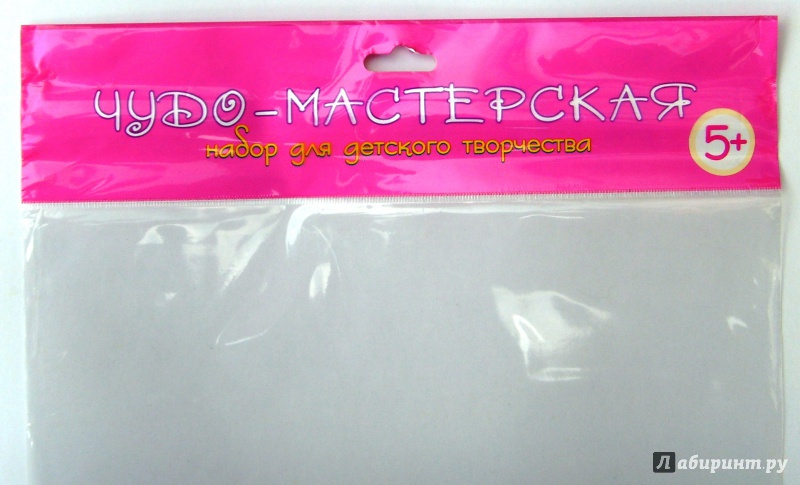 ЧУДО-МАСТЕРСКАЯ
набор для детского творчества
5+
Лабиринт.ру